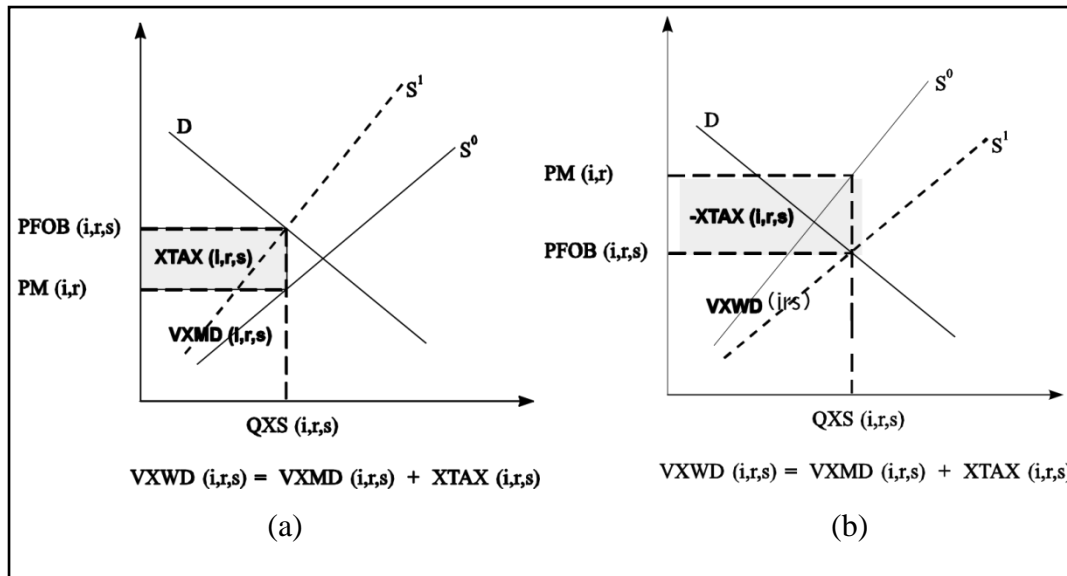 S¹
D
S⁰
PFOB (i,r,s)
XTAX (i,r,s)
PM (i,r)
VXMD (i,r,s)
QXS (i,r,s)
VXWD (i,r,s) = VXMD (i,r,s) + XTAX (i,r,s)
(a)
S⁰
D
S¹
PM (i,r)
-XTAX (i,r,s)
PFOB (i,r,s)
VXWD (irs)
QXS (i,r,s)
VXWD (i,r,s) = VXMD (i,r,s) + XTAX (i,r,s)
(b)